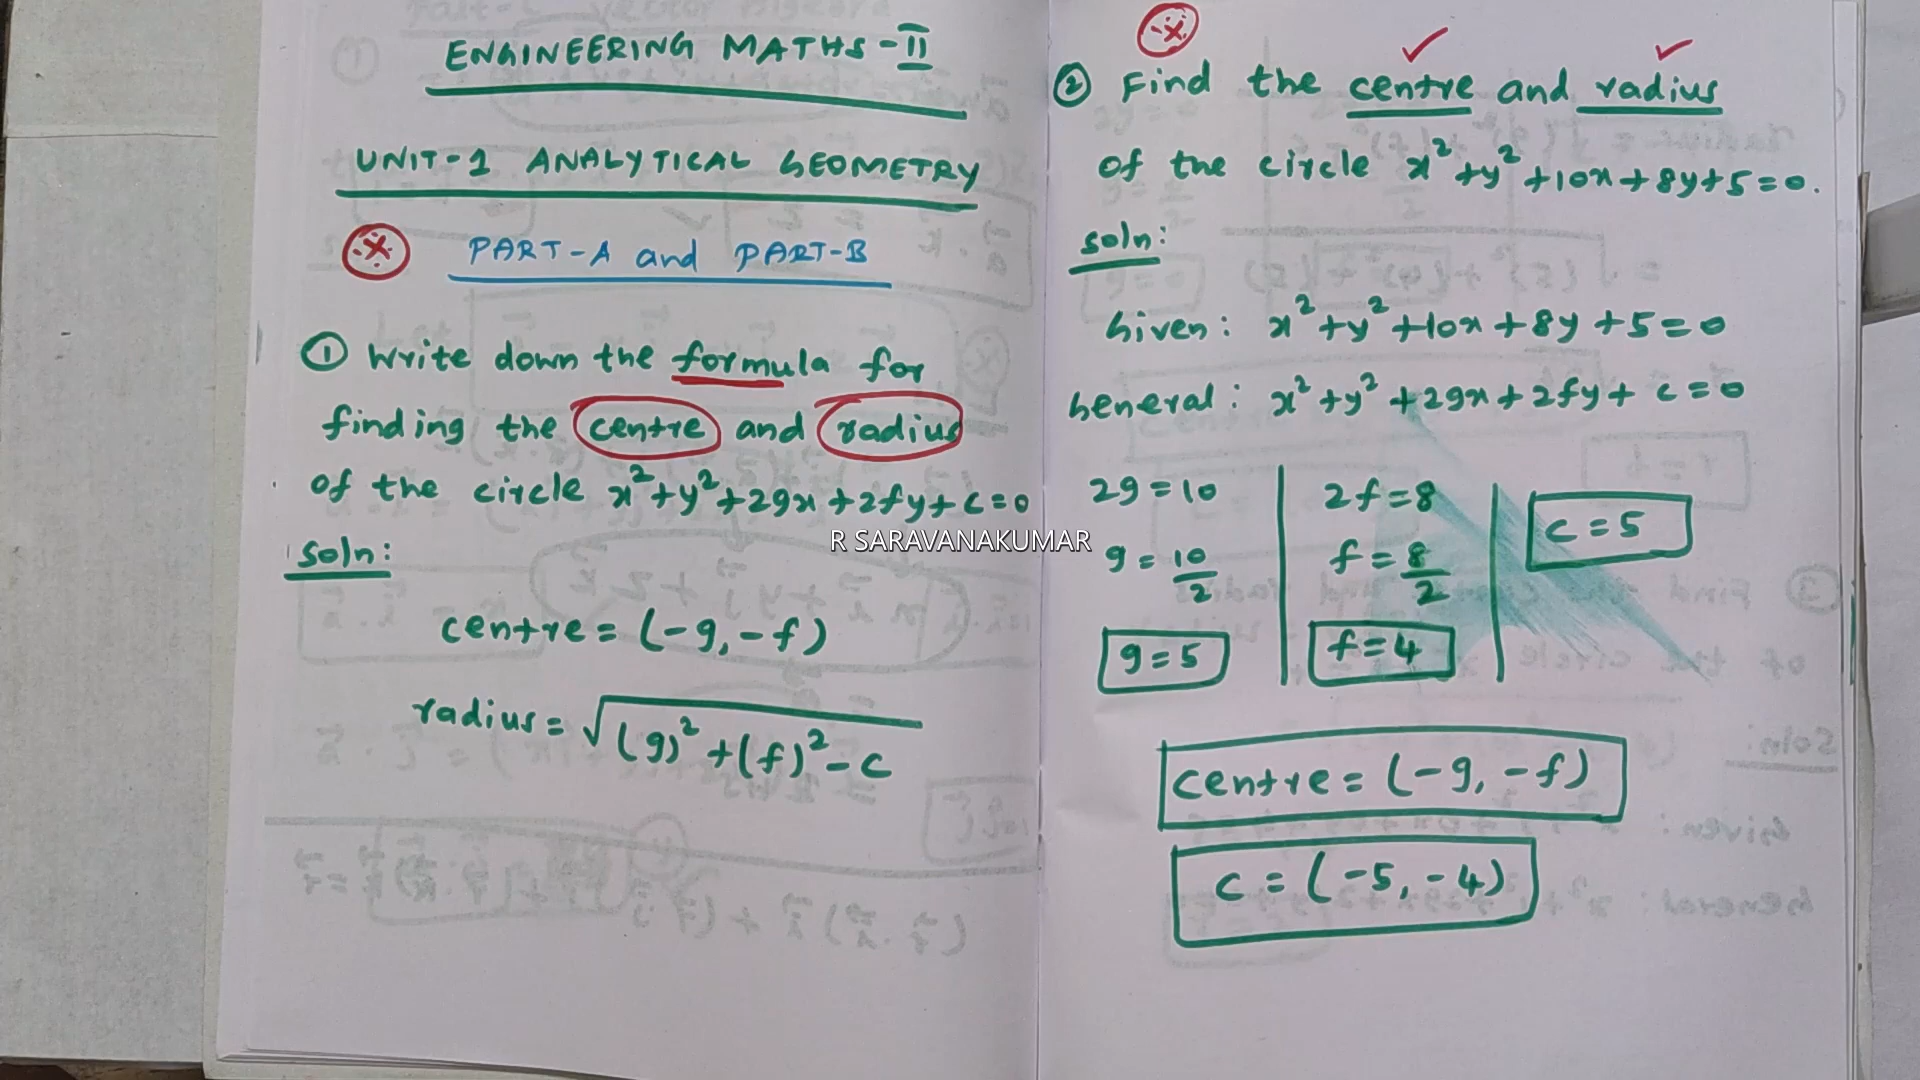 ENGINEERING MATHS-II
UNIT-1 ANALYTICAL GEOMETRY
PART-A and PART-B
① Write down the formula for
finding the centre and radius
of the circle x²+y²+2gx+2fy+c=0
soln:
centre = (-g, -f)
radius = √(g)²+(f)²-c
② Find the centre and radius
of the circle x²+y²+10x+8y+5=0.
soln:
Given: x²+y²+10x+8y+5=0
General: x²+y²+2gx+2fy+c=0
2g=10
g=10/2
g=5
2f=8
f=8/2
f=4
c=5
centre = (-g, -f)
c = (-5, -4)
R SARAVANAKUMAR